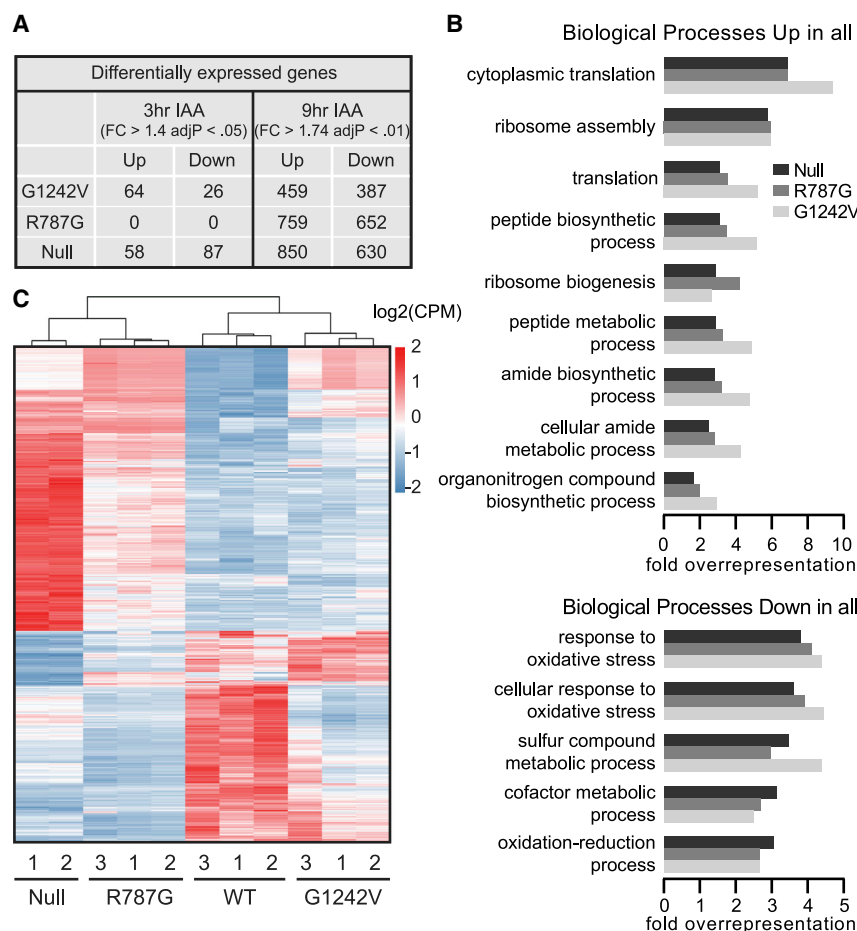 A
Differentially expressed genes
3hr IAA
(FC > 1.4 adjP < .05)
9hr IAA
(FC > 1.74 adjP < .01)
Up Down Up Down
G1242V 64 26 459 387
R787G 0 0 759 652
Null 58 87 850 630
B
Biological Processes Up in all
cytoplasmic translation
ribosome assembly
translation
peptide biosynthetic
process
ribosome biogenesis
peptide metabolic
process
amide biosynthetic
process
cellular amide
metabolic process
organonitrogen compound
biosynthetic process
Null
R787G
G1242V
0 2 4 6 8 10
fold overrepresentation
Biological Processes Down in all
response to
oxidative stress
cellular response to
oxidative stress
sulfur compound
metabolic process
cofactor metabolic
process
oxidation-reduction
process
0 1 2 3 4 5
fold overrepresentation
C
log2(CPM)
2
1
0
-1
-2
1 2 3 1 2 3 1 2 3 1 2
Null R787G WT G1242V